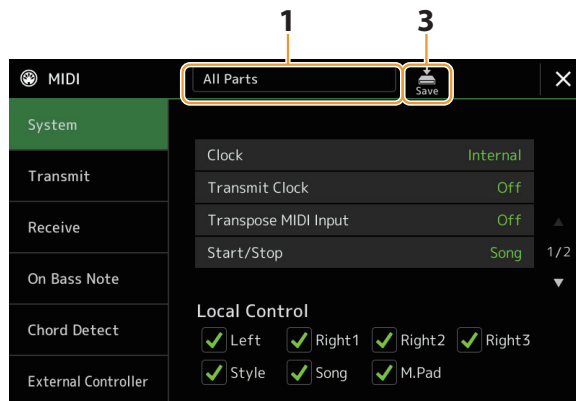 1 3
MIDI All Parts Save
System
Clock Internal
Transmit
Transmit Clock Off
Transpose MIDI Input Off
Receive
Start/Stop Song 1/2
On Bass Note
Local Control
Chord Detect
Left Right1 Right2 Right3
External Controller
Style Song M.Pad